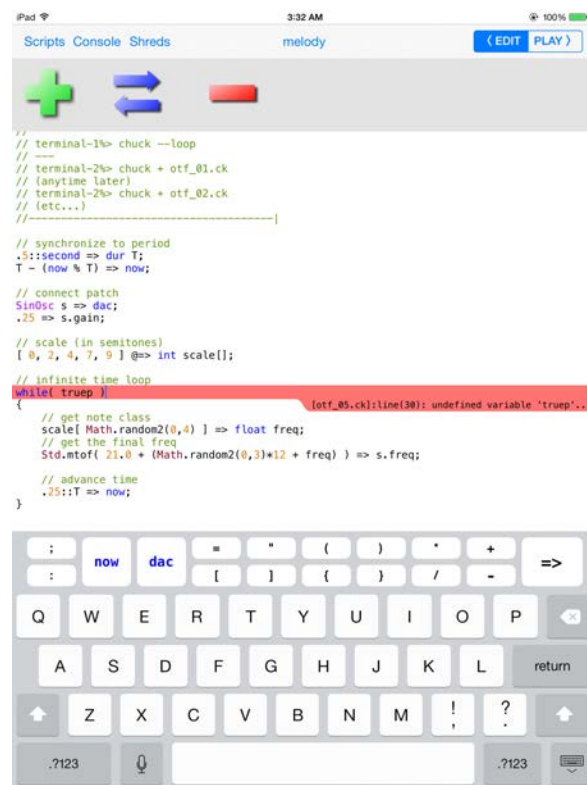 iPad 3:32 AM 100%
Scripts Console Shreds melody 〈 EDIT PLAY 〉
//
// terminal-1%> chuck --loop
// ---
// terminal-2%> chuck + otf_01.ck
// (anytime later)
// terminal-2%> chuck + otf_02.ck
// (etc...)
//--------------------------------------|
// synchronize to period
.5::second => dur T;
T - (now % T) => now;
// connect patch
SinOsc s => dac;
.25 => s.gain;
// scale (in semitones)
[ 0, 2, 4, 7, 9 ] @=> int scale[];
// infinite time loop
while( truep )
{ [otf_05.ck]:line(30): undefined variable 'truep'..
// get note class
scale[ Math.random2(0,4) ] => float freq;
// get the final freq
Std.mtof( 21.0 + (Math.random2(0,3)*12 + freq) ) => s.freq;
// advance time
.25::T => now;
}
; now dac = " ( ) * + =>
: [ ] { } / -
Q W E R T Y U I O P
A S D F G H J K L return
Z X C V B N M ! , ? .
.?123 .?123